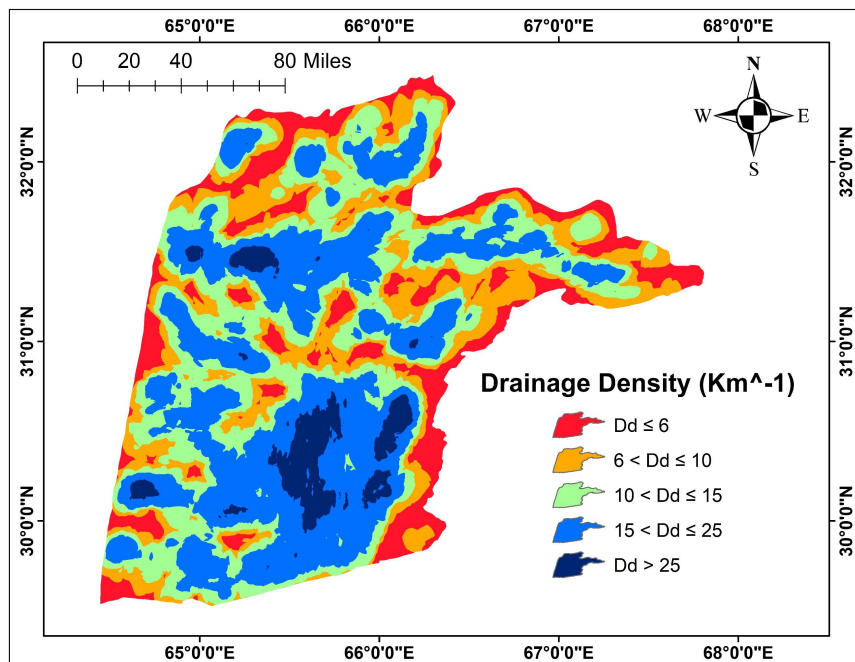 65°0'0"E 66°0'0"E 67°0'0"E 68°0'0"E
0 20 40 80 Miles
N
W E
S
32°0'0"N 32°0'0"N
31°0'0"N 31°0'0"N
Drainage Density (Km^-1)
Dd ≤ 6
6 < Dd ≤ 10
10 < Dd ≤ 15
30°0'0"N 30°0'0"N
15 < Dd ≤ 25
Dd > 25
65°0'0"E 66°0'0"E 67°0'0"E 68°0'0"E